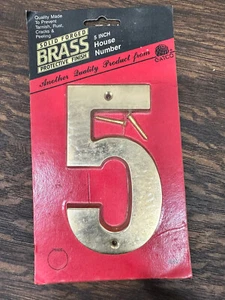 Quality Made
To Prevent
Tarnish, Rust,
Cracks &
Peeling
SOLID FORGED
BRASS
PROTECTIVE FINISH
5 INCH
House
Number
Another Quality Product from
5